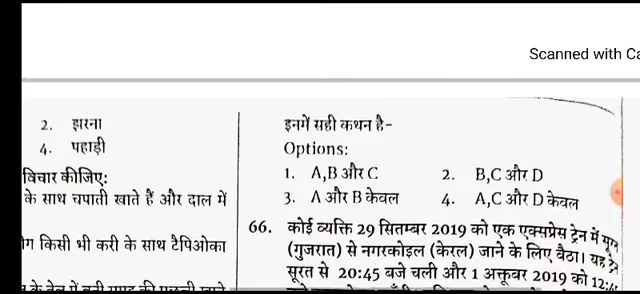 Scanned with
2. झरना
4. पहाड़ी
विचार कीजिए:
के साथ चपाती खाते हैं और दाल में
किसी भी करी के साथ टैपिओका
इनमें सही कथन है-
Options:
1. A,B और C 2. B,C और D
3. A और B केवल 4. A,C और D केवल
66. कोई व्यक्ति 29 सितम्बर 2019 को एक एक्सप्रेस ट्रेन में सूरत
(गुजरात) से नगरकोइल (केरल) जाने के लिए बैठा। यह
सूरत से 20:45 बजे चली और 1 अक्तूबर 2019 को